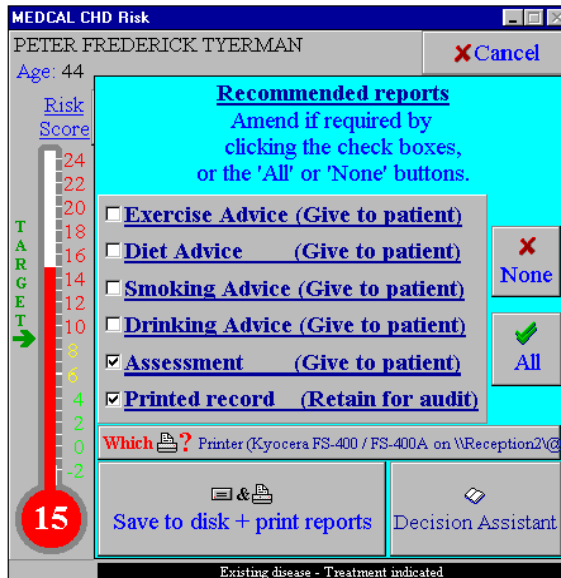 MEDCAL CHD Risk
PETER FREDERICK TYERMAN
Cancel
Age: 44
Risk
Score
Recommended reports
Amend if required by
clicking the check boxes,
or the 'All' or 'None' buttons.
24
22
20
18
16
14
12
10
8
6
4
2
0
-2
TARGET
Exercise Advice (Give to patient)
Diet Advice (Give to patient)
Smoking Advice (Give to patient)
Drinking Advice (Give to patient)
Assessment (Give to patient)
Printed record (Retain for audit)
None
All
Which ? Printer (Kyocera FS-400 / FS-400A on \\Reception2\@
15
&
Save to disk + print reports
Decision Assistant
Existing disease - Treatment indicated